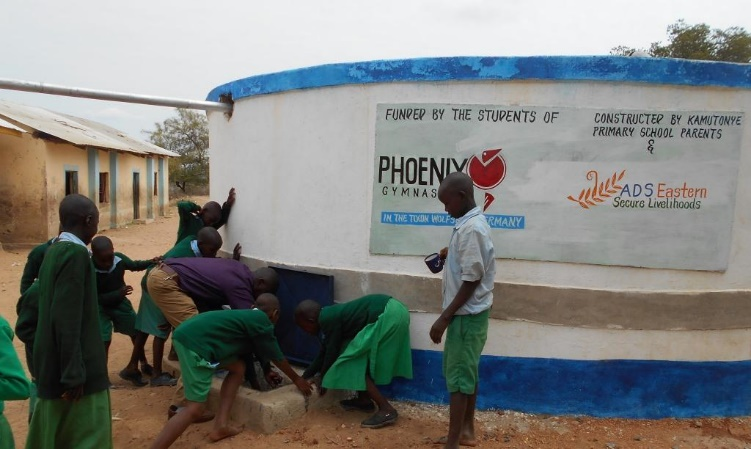 FUNDED BY THE STUDENTS OF
PHOENIX
GYMNAS
IN THE TOWN WOLFS GERMANY
CONSTRUCTED BY KAMUTONYE
PRIMARY SCHOOL PARENTS
&
ADS Eastern
Secure Livelihoods